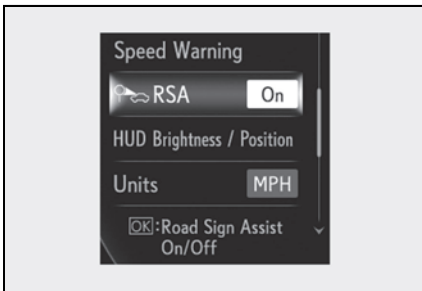 Speed Warning
RSA On
HUD Brightness / Position
Units MPH
OK:Road Sign Assist
On/Off